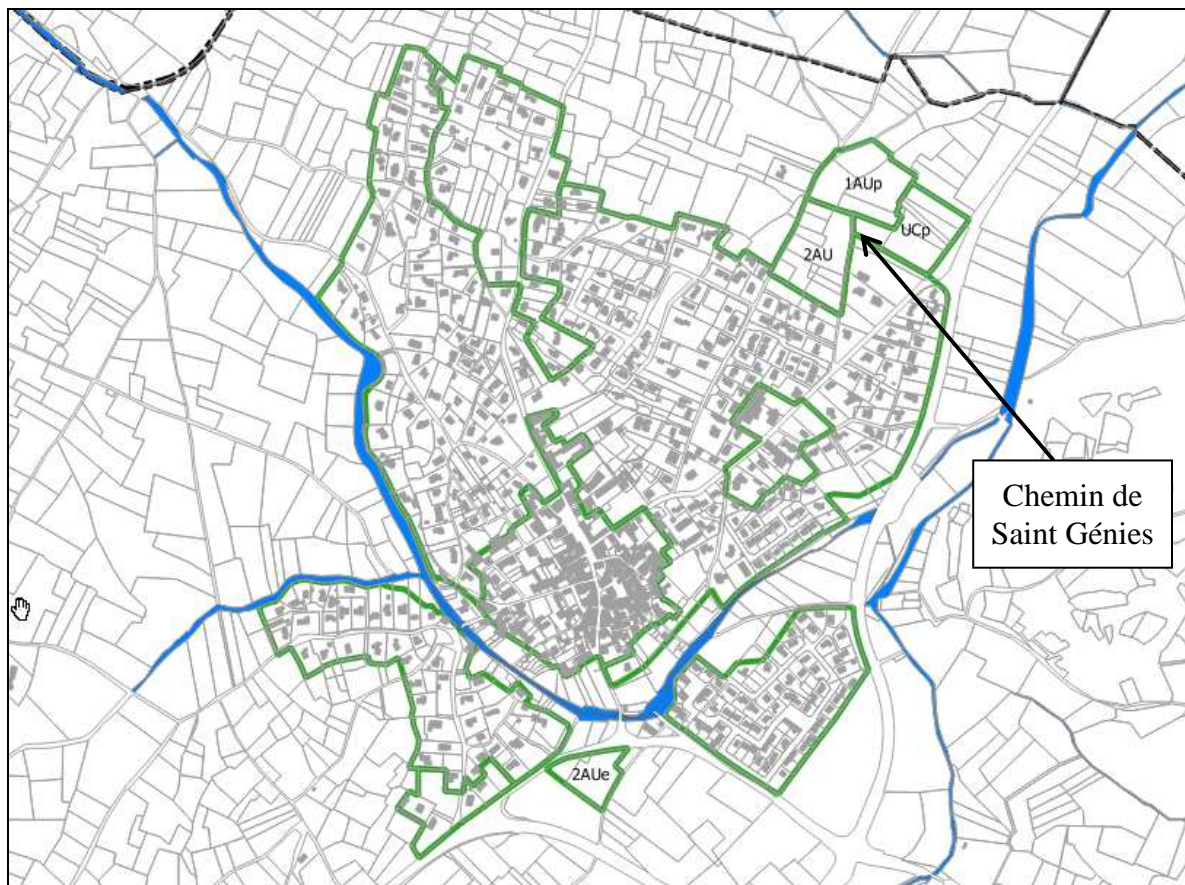 1AUp
UCp
2AU
Chemin de
Saint Génies
2AUe